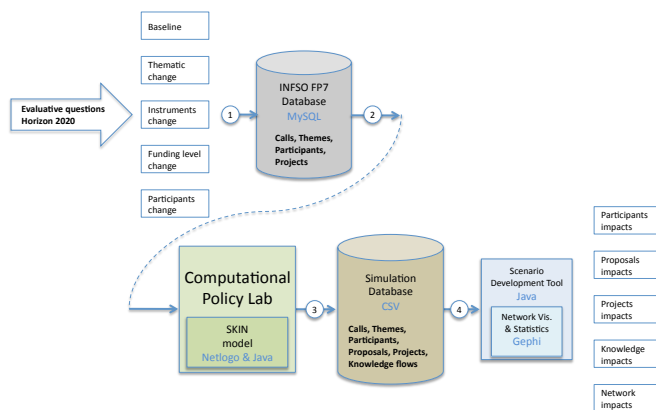 Baseline
Thematic
change
Evaluative questions
Horizon 2020
Instruments
change
Funding level
change
Participants
change
1
INFSO FP7
Database
MySQL
Calls, Themes,
Participants,
Projects
2
Computational
Policy Lab
SKIN
model
Netlogo & Java
3
Simulation
Database
CSV
Calls, Themes,
Participants,
Proposals, Projects,
Knowledge flows
4
Scenario
Development Tool
Java
Network Vis.
& Statistics
Gephi
Participants
impacts
Proposals
impacts
Projects
impacts
Knowledge
impacts
Network
impacts